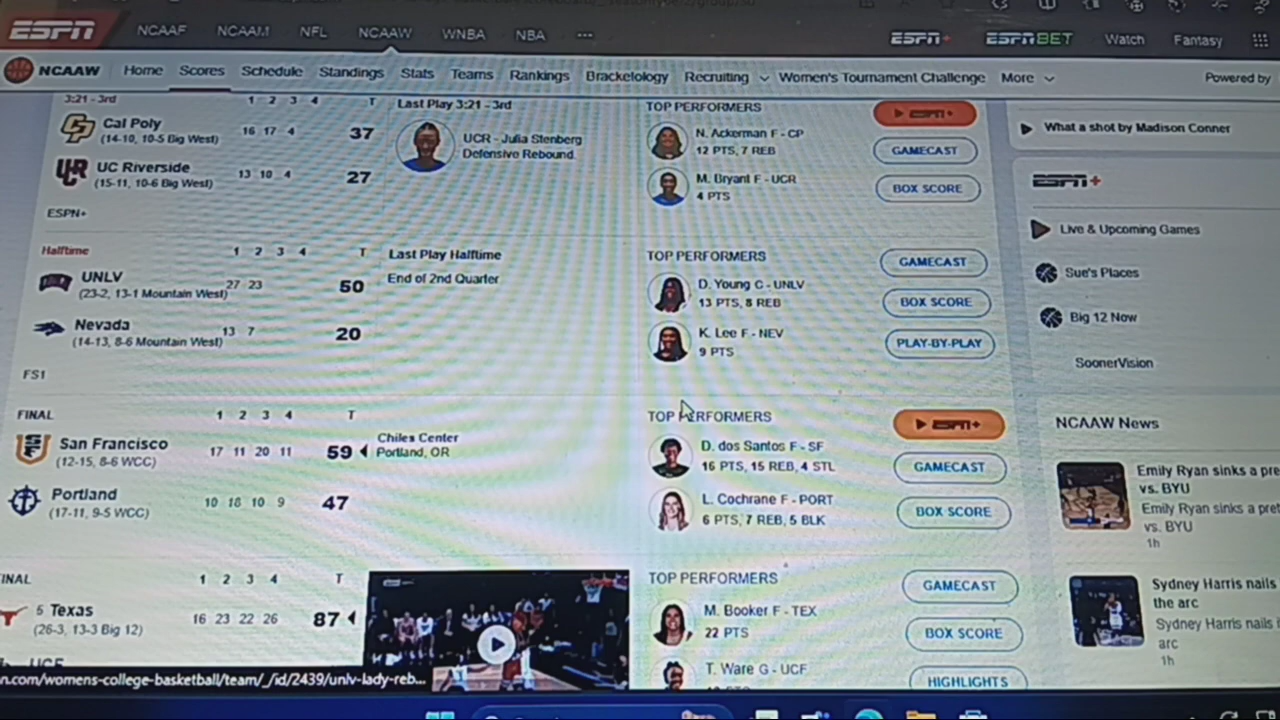 ESPN NCAAF NCAAM NFL NCAAW WNBA NBA ... ESPN+ ESPNBET Watch Fantasy
NCAAW Home Scores Schedule Standings Stats Teams Rankings Bracketology Recruiting Women's Tournament Challenge More Powered by
3:21 - 3rd 1 2 3 4 T
Cal Poly 16 17 4 37
(14-10, 10-5 Big West)
UC Riverside 13 10 4 27
(15-11, 10-6 Big West)
ESPN+
Last Play 3:21 - 3rd
UCR - Julia Stenberg
Defensive Rebound
TOP PERFORMERS
N. Ackerman F - CP
12 PTS, 7 REB
M. Bryant F - UCR
4 PTS
ESPN+
GAMECAST
BOX SCORE
Halftime 1 2 3 4 T
UNLV 27 23 50
(23-2, 13-1 Mountain West)
Nevada 13 7 20
(14-13, 8-6 Mountain West)
FS1
Last Play Halftime
End of 2nd Quarter
TOP PERFORMERS
D. Young C - UNLV
13 PTS, 8 REB
K. Lee F - NEV
9 PTS
GAMECAST
BOX SCORE
PLAY-BY-PLAY
FINAL 1 2 3 4 T
San Francisco 17 11 20 11 59
(12-15, 8-6 WCC)
Portland 10 18 10 9 47
(17-11, 9-5 WCC)
Chiles Center
Portland, OR
TOP PERFORMERS
D. dos Santos F - SF
16 PTS, 15 REB, 4 STL
L. Cochrane F - PORT
6 PTS, 7 REB, 5 BLK
ESPN+
GAMECAST
BOX SCORE
INAL 1 2 3 4 T
5 Texas 16 23 22 26 87
(26-3, 13-3 Big 12)
UCF
TOP PERFORMERS
M. Booker F - TEX
22 PTS
T. Ware G - UCF
GAMECAST
BOX SCORE
HIGHLIGHTS
What a shot by Madison Conner
ESPN+
Live & Upcoming Games
Sue's Places
Big 12 Now
SoonerVision
NCAAW News
Emily Ryan sinks a pre
vs. BYU
Emily Ryan sinks a pret
vs. BYU
1h
Sydney Harris nails
the arc
Sydney Harris nails
arc
1h
n.com/womens-college-basketball/team/_/id/2439/unlv-lady-reb...